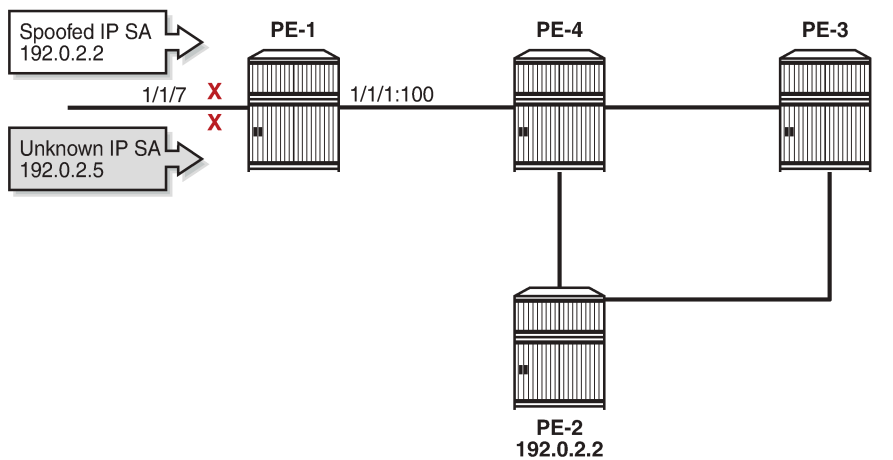 Spoofed IP SA
192.0.2.2
PE-1
PE-4
PE-3
1/1/7
X
1/1/1:100
X
Unknown IP SA
192.0.2.5
PE-2
192.0.2.2